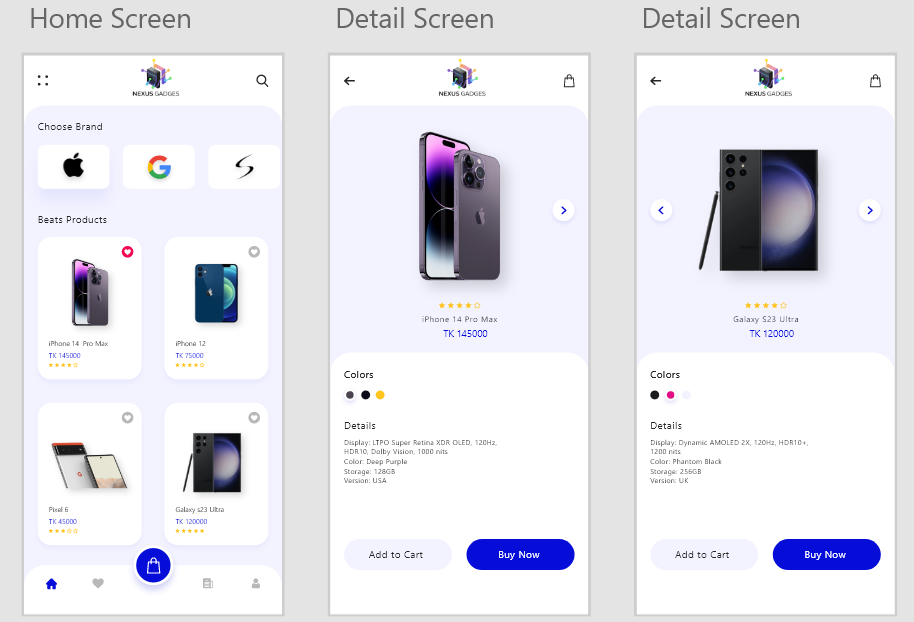 Home Screen
NEXUS GADGES
Choose Brand
Beats Products
iPhone 14 Pro Max
TK 145000
iPhone 12
TK 75000
Pixel 6
TK 45000
Galaxy s23 Ultra
TK 120000
Detail Screen
NEXUS GADGES
iPhone 14 Pro Max
TK 145000
Colors
Details
Display: LTPO Super Retina XDR OLED, 120Hz,
HDR10, Dolby Vision, 1000 nits
Color: Deep Purple
Storage: 128GB
Version: USA
Add to Cart
Buy Now
Detail Screen
NEXUS GADGES
Galaxy S23 Ultra
TK 120000
Colors
Details
Display: Dynamic AMOLED 2X, 120Hz, HDR10+,
1200 nits
Color: Phantom Black
Storage: 256GB
Version: UK
Add to Cart
Buy Now